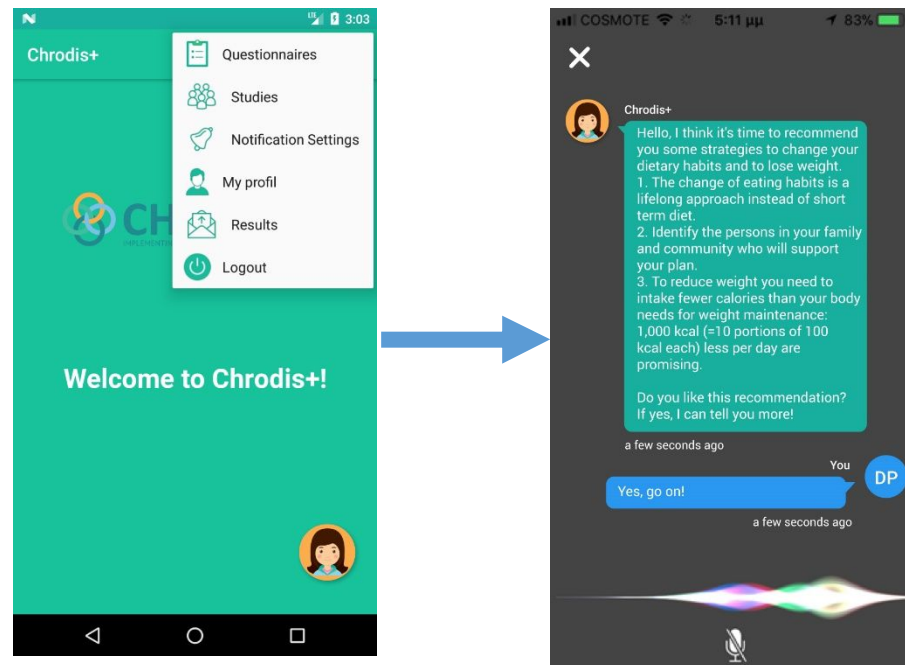 N
LTE
3:03
Chrodis+
Questionnaires
Studies
Notification Settings
My profil
Results
Logout
CH
IMPLEMENTIN
Welcome to Chrodis+!
COSMOTE
5:11 μμ
83%
Chrodis+
Hello, I think it's time to recommend
you some strategies to change your
dietary habits and to lose weight.
1. The change of eating habits is a
lifelong approach instead of short
term diet.
2. Identify the persons in your family
and community who will support
your plan.
3. To reduce weight you need to
intake fewer calories than your body
needs for weight maintenance:
1,000 kcal (=10 portions of 100
kcal each) less per day are
promising.
Do you like this recommendation?
If yes, I can tell you more!
a few seconds ago
You
DP
Yes, go on!
a few seconds ago